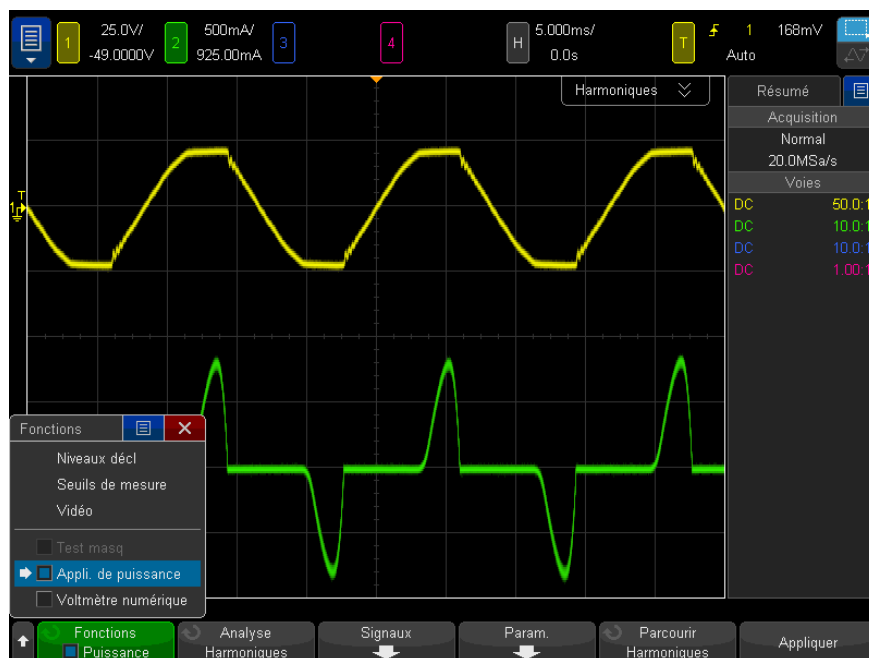 1 25.0V/ -49.0000V
2 500mA/ 925.00mA
3
4
H 5.000ms/ 0.0s
T 1 168mV Auto
Harmoniques
Résumé
Acquisition
Normal
20.0MSa/s
Voies
DC 50.0:1
DC 10.0:1
DC 10.0:1
DC 1.00:1
T
1
Fonctions
Niveaux décl
Seuils de mesure
Vidéo
Test masq
Appli. de puissance
Voltmètre numérique
Fonctions Puissance
Analyse Harmoniques
Signaux
Param.
Parcourir Harmoniques
Appliquer